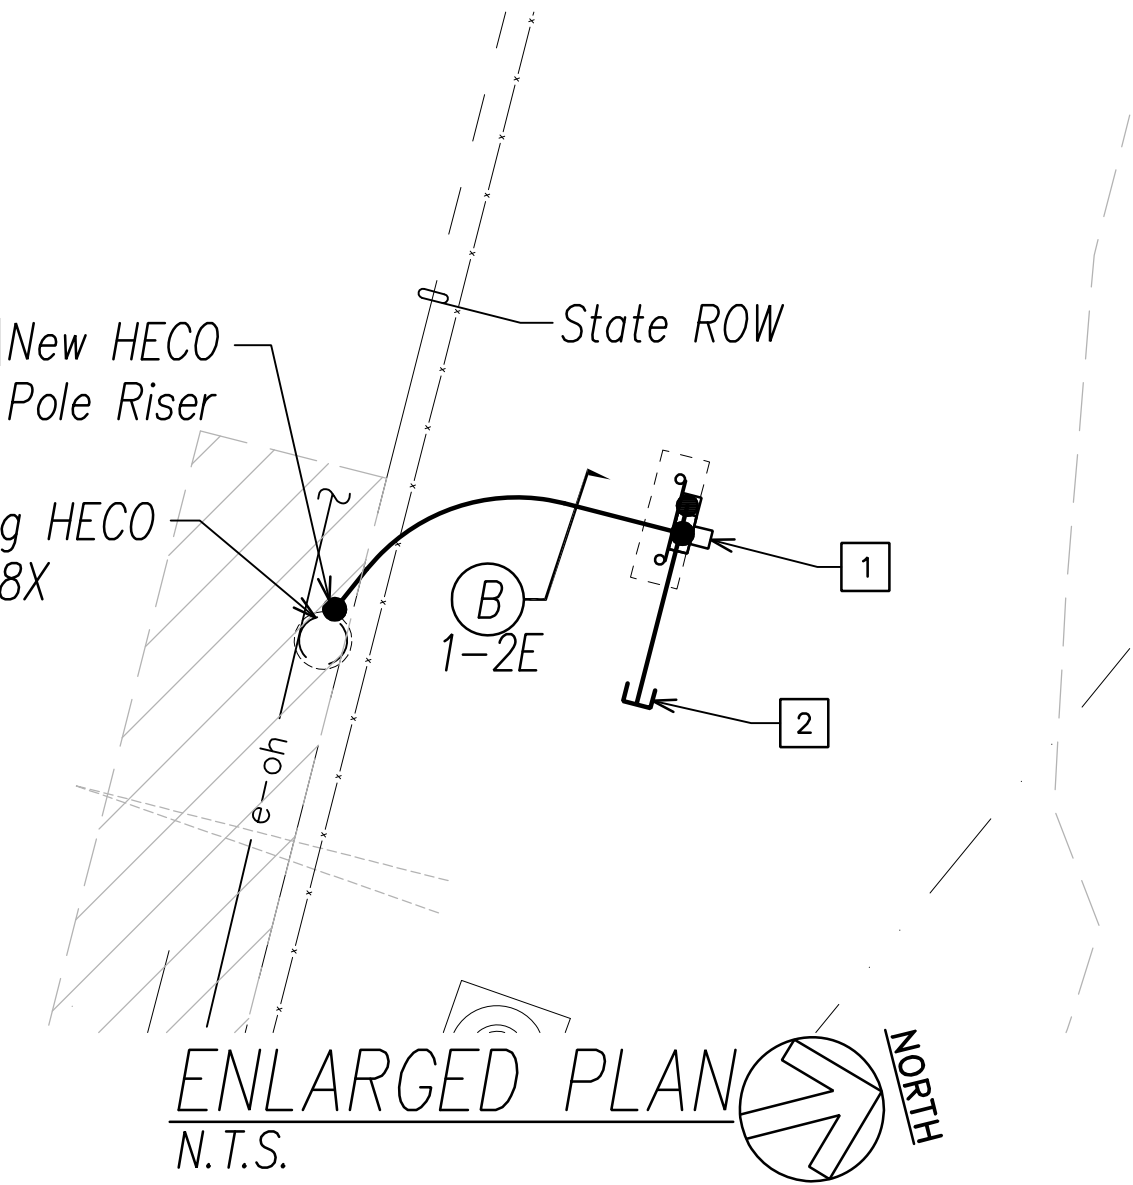 State ROW
New HECO
Pole Riser
g HECO
8X
1
B
1-2E
2
e-oh
ENLARGED PLAN
N.T.S.
NORTH